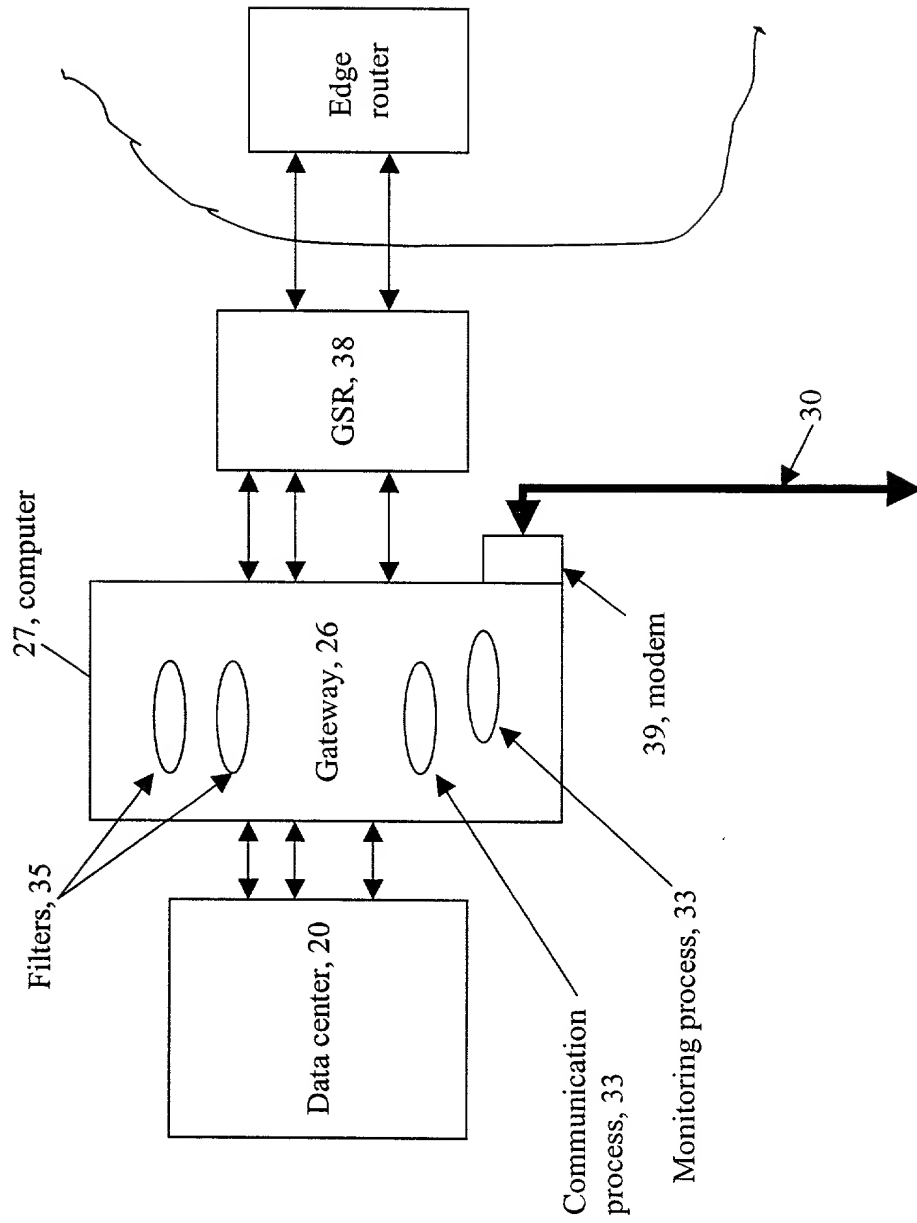 Filters, 35
27, computer
Data center, 20
Gateway, 26
GSR, 38
Edge
router
Communication
process, 33
Monitoring process, 33
39, modem
30